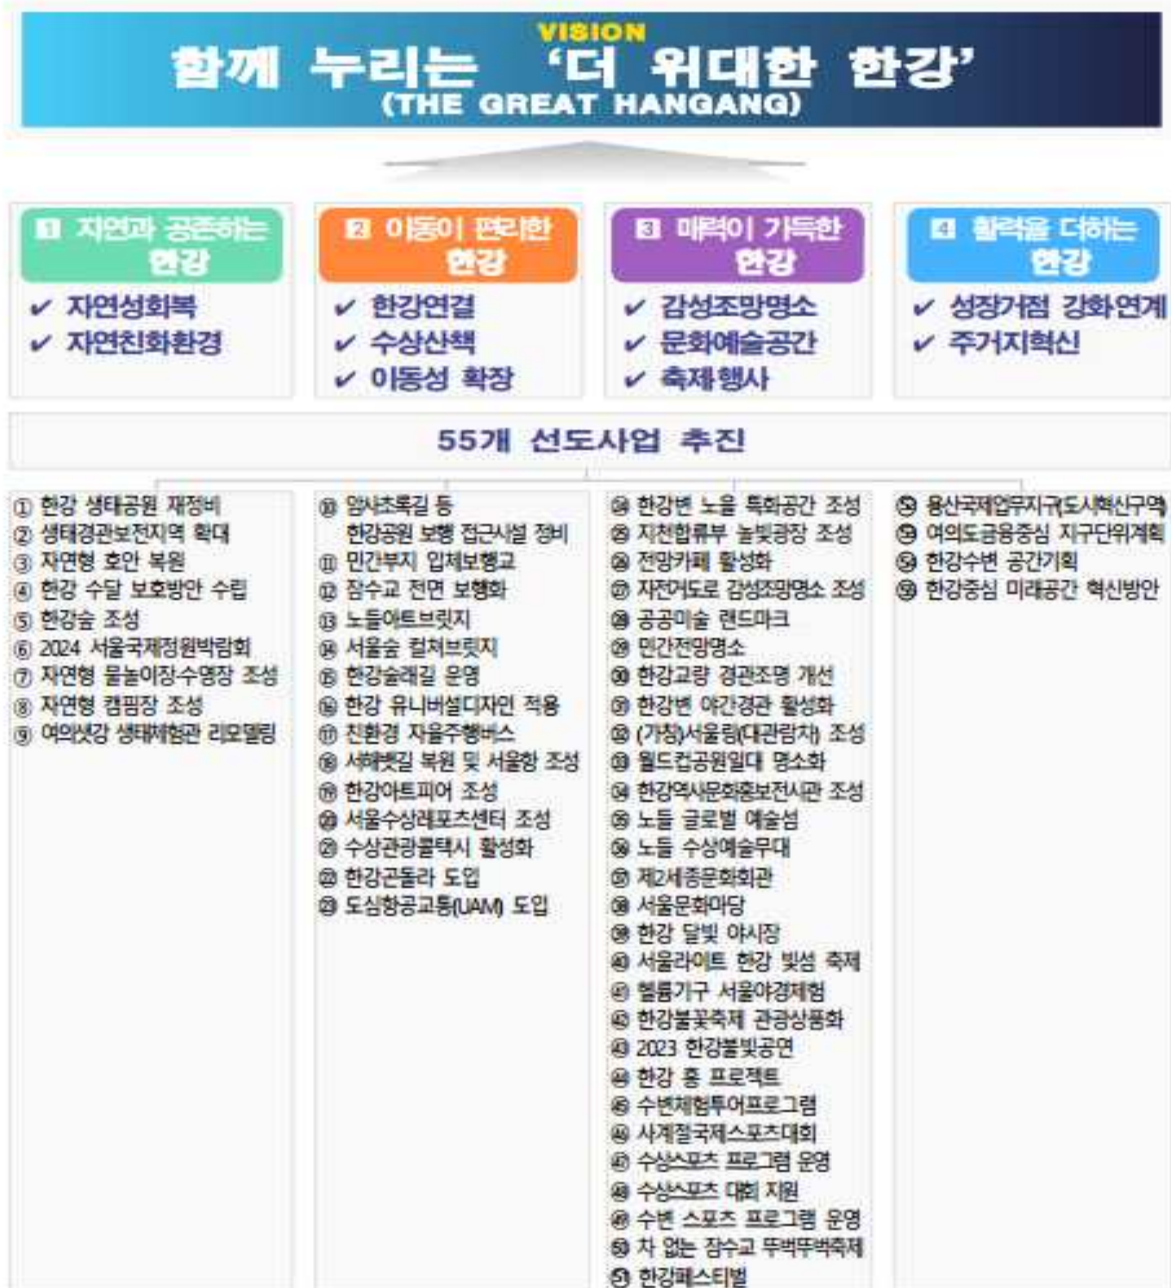 VISION
함께 누리는 ‘더 위대한 한강’
(THE GREAT HANGANG)
1 자연과 공존하는
한강
✔ 자연성회복
✔ 자연친화환경
2 이동이 편리한
한강
✔ 한강연결
✔ 수상산책
✔ 이동성 확장
3 매력이 가득한
한강
✔ 감성조망명소
✔ 문화예술공간
✔ 축제행사
4 활력을 더하는
한강
✔ 성장거점 강화연계
✔ 주거지혁신
55개 선도사업 추진
① 한강 생태공원 재정비
② 생태경관보전지역 확대
③ 자연형 호안 복원
④ 한강 수달 보호방안 수립
⑤ 한강숲 조성
⑥ 2024 서울국제정원박람회
⑦ 자연형 물놀이장·수영장 조성
⑧ 자연형 캠핑장 조성
⑨ 여의샛강 생태체험관 리모델링
⑩ 암사초록길 등
한강공원 보행 접근시설 정비
⑪ 민간부지 입체보행교
⑫ 잠수교 전면 보행화
⑬ 노들아트브릿지
⑭ 서울숲 컬처브릿지
⑮ 한강술래길 운영
⑯ 한강 유니버설디자인 적용
⑰ 친환경 자율주행버스
⑱ 서해뱃길 복원 및 서울항 조성
⑲ 한강아트피어 조성
⑳ 서울수상레포츠센터 조성
㉑ 수상관광콜택시 활성화
㉒ 한강곤돌라 도입
㉓ 도심항공교통(UAM) 도입
㉔ 한강변 노을 특화공간 조성
㉕ 지천합류부 놀빛광장 조성
㉖ 전망카페 활성화
㉗ 자전거도로 감성조망명소 조성
㉘ 공공미술 랜드마크
㉙ 민간전망명소
㉚ 한강교량 경관조명 개선
㉛ 한강변 야간경관 활성화
㉜ (가칭)서울링(대관람차) 조성
㉝ 월드컵공원일대 명소화
㉞ 한강역사문화홍보전시관 조성
㉟ 노들 글로벌 예술섬
㊱ 노들 수상예술무대
㊲ 제2세종문화회관
㊳ 서울문화마당
㊴ 한강 달빛 야시장
㊵ 서울라이트 한강 빛섬 축제
㊶ 헬륨기구 서울야경체험
㊷ 한강불꽃축제 관광상품화
㊸ 2023 한강불빛공연
㊹ 한강 흥 프로젝트
㊺ 수변체험투어프로그램
㊻ 사계절국제스포츠대회
㊼ 수상스포츠 프로그램 운영
㊽ 수상스포츠 대회 지원
㊾ 수변 스포츠 프로그램 운영
㊿ 차 없는 잠수교 뚜벅뚜벅축제
51 한강페스티벌
52 용산국제업무지구(도시혁신구역)
53 여의도금융중심 지구단위계획
54 한강수변 공간기획
55 한강중심 미래공간 혁신방안